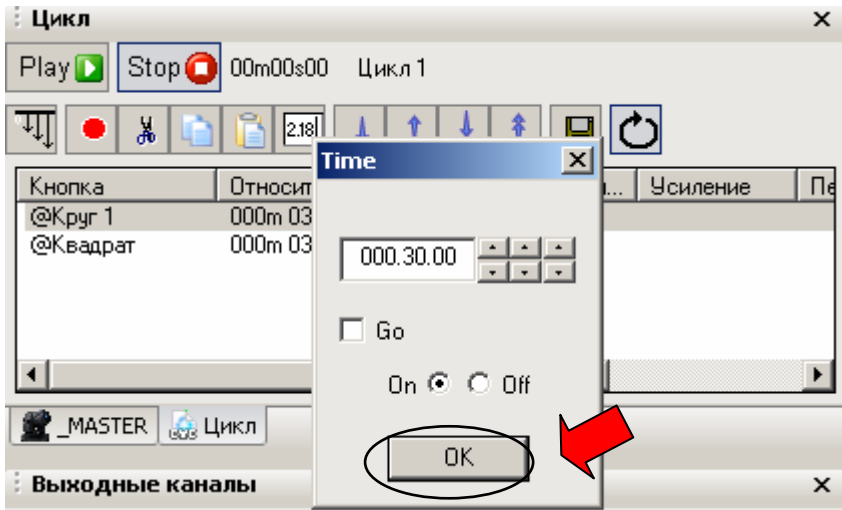 Цикл
Play Stop 00m00s00 Цикл 1
2.18
Time
Кнопка Относит ... Усиление Пе
@Круг 1 000m 03
@Квадрат 000m 03
000.30.00
Go
On Off
OK
_MASTER Цикл
Выходные каналы